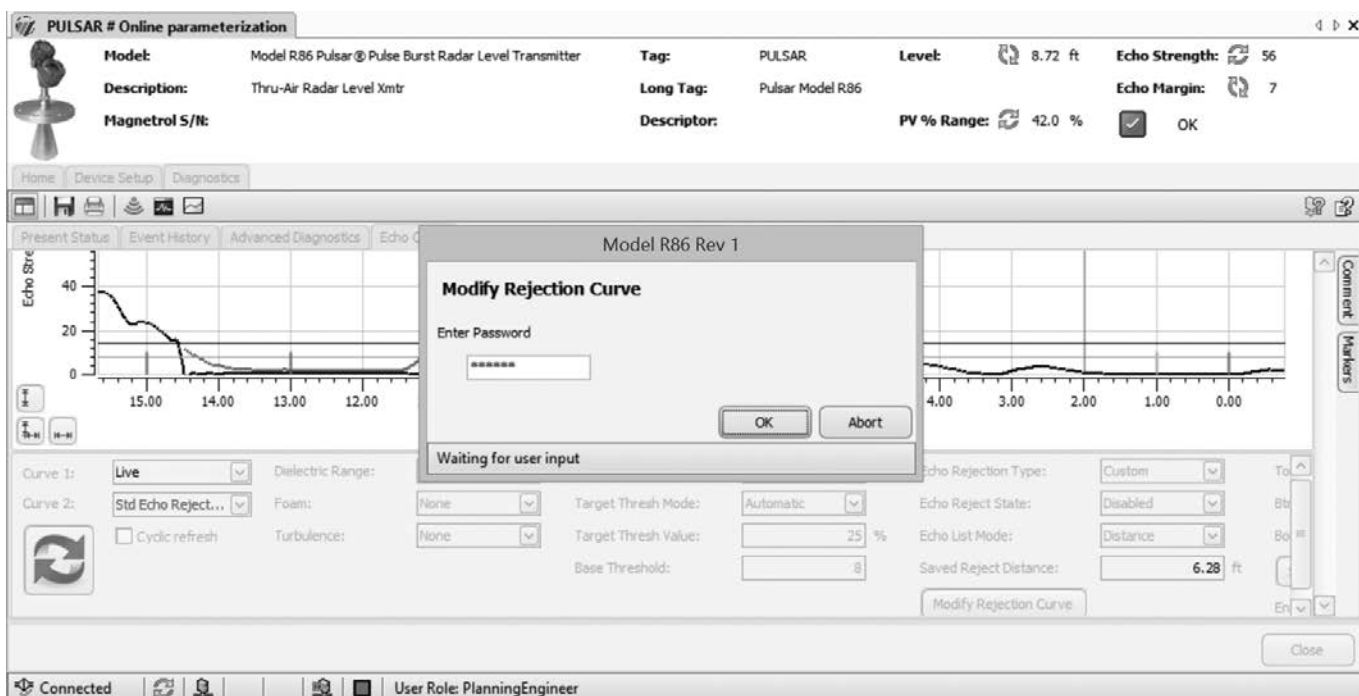 PULSAR # Online parameterization
Model: Model R86 Pulsar® Pulse Burst Radar Level Transmitter Tag: PULSAR Level: 8.72 ft Echo Strength: 56
Description: Thru-Air Radar Level Xmtr Long Tag: Pulsar Model R86 Echo Margin: 7
Magnetrol S/N: Descriptor: PV % Range: 42.0 % OK
Home Device Setup Diagnostics
Present Status Event History Advanced Diagnostics Echo
Model R86 Rev 1
Modify Rejection Curve
Enter Password
******
OK Abort
Waiting for user input
Echo Stre
40
20
0
15.00 14.00 13.00 12.00 4.00 3.00 2.00 1.00 0.00
Comment
Markers
Curve 1: Live Dielectric Range: Echo Rejection Type: Custom
Curve 2: Std Echo Reject... Foam: None Target Thresh Mode: Automatic Echo Reject State: Disabled
Cyclic refresh Turbulence: None Target Thresh Value: 25 % Echo List Mode: Distance
Base Threshold: 8 Saved Reject Distance: 6.28 ft
Modify Rejection Curve
Close
Connected User Role: PlanningEngineer